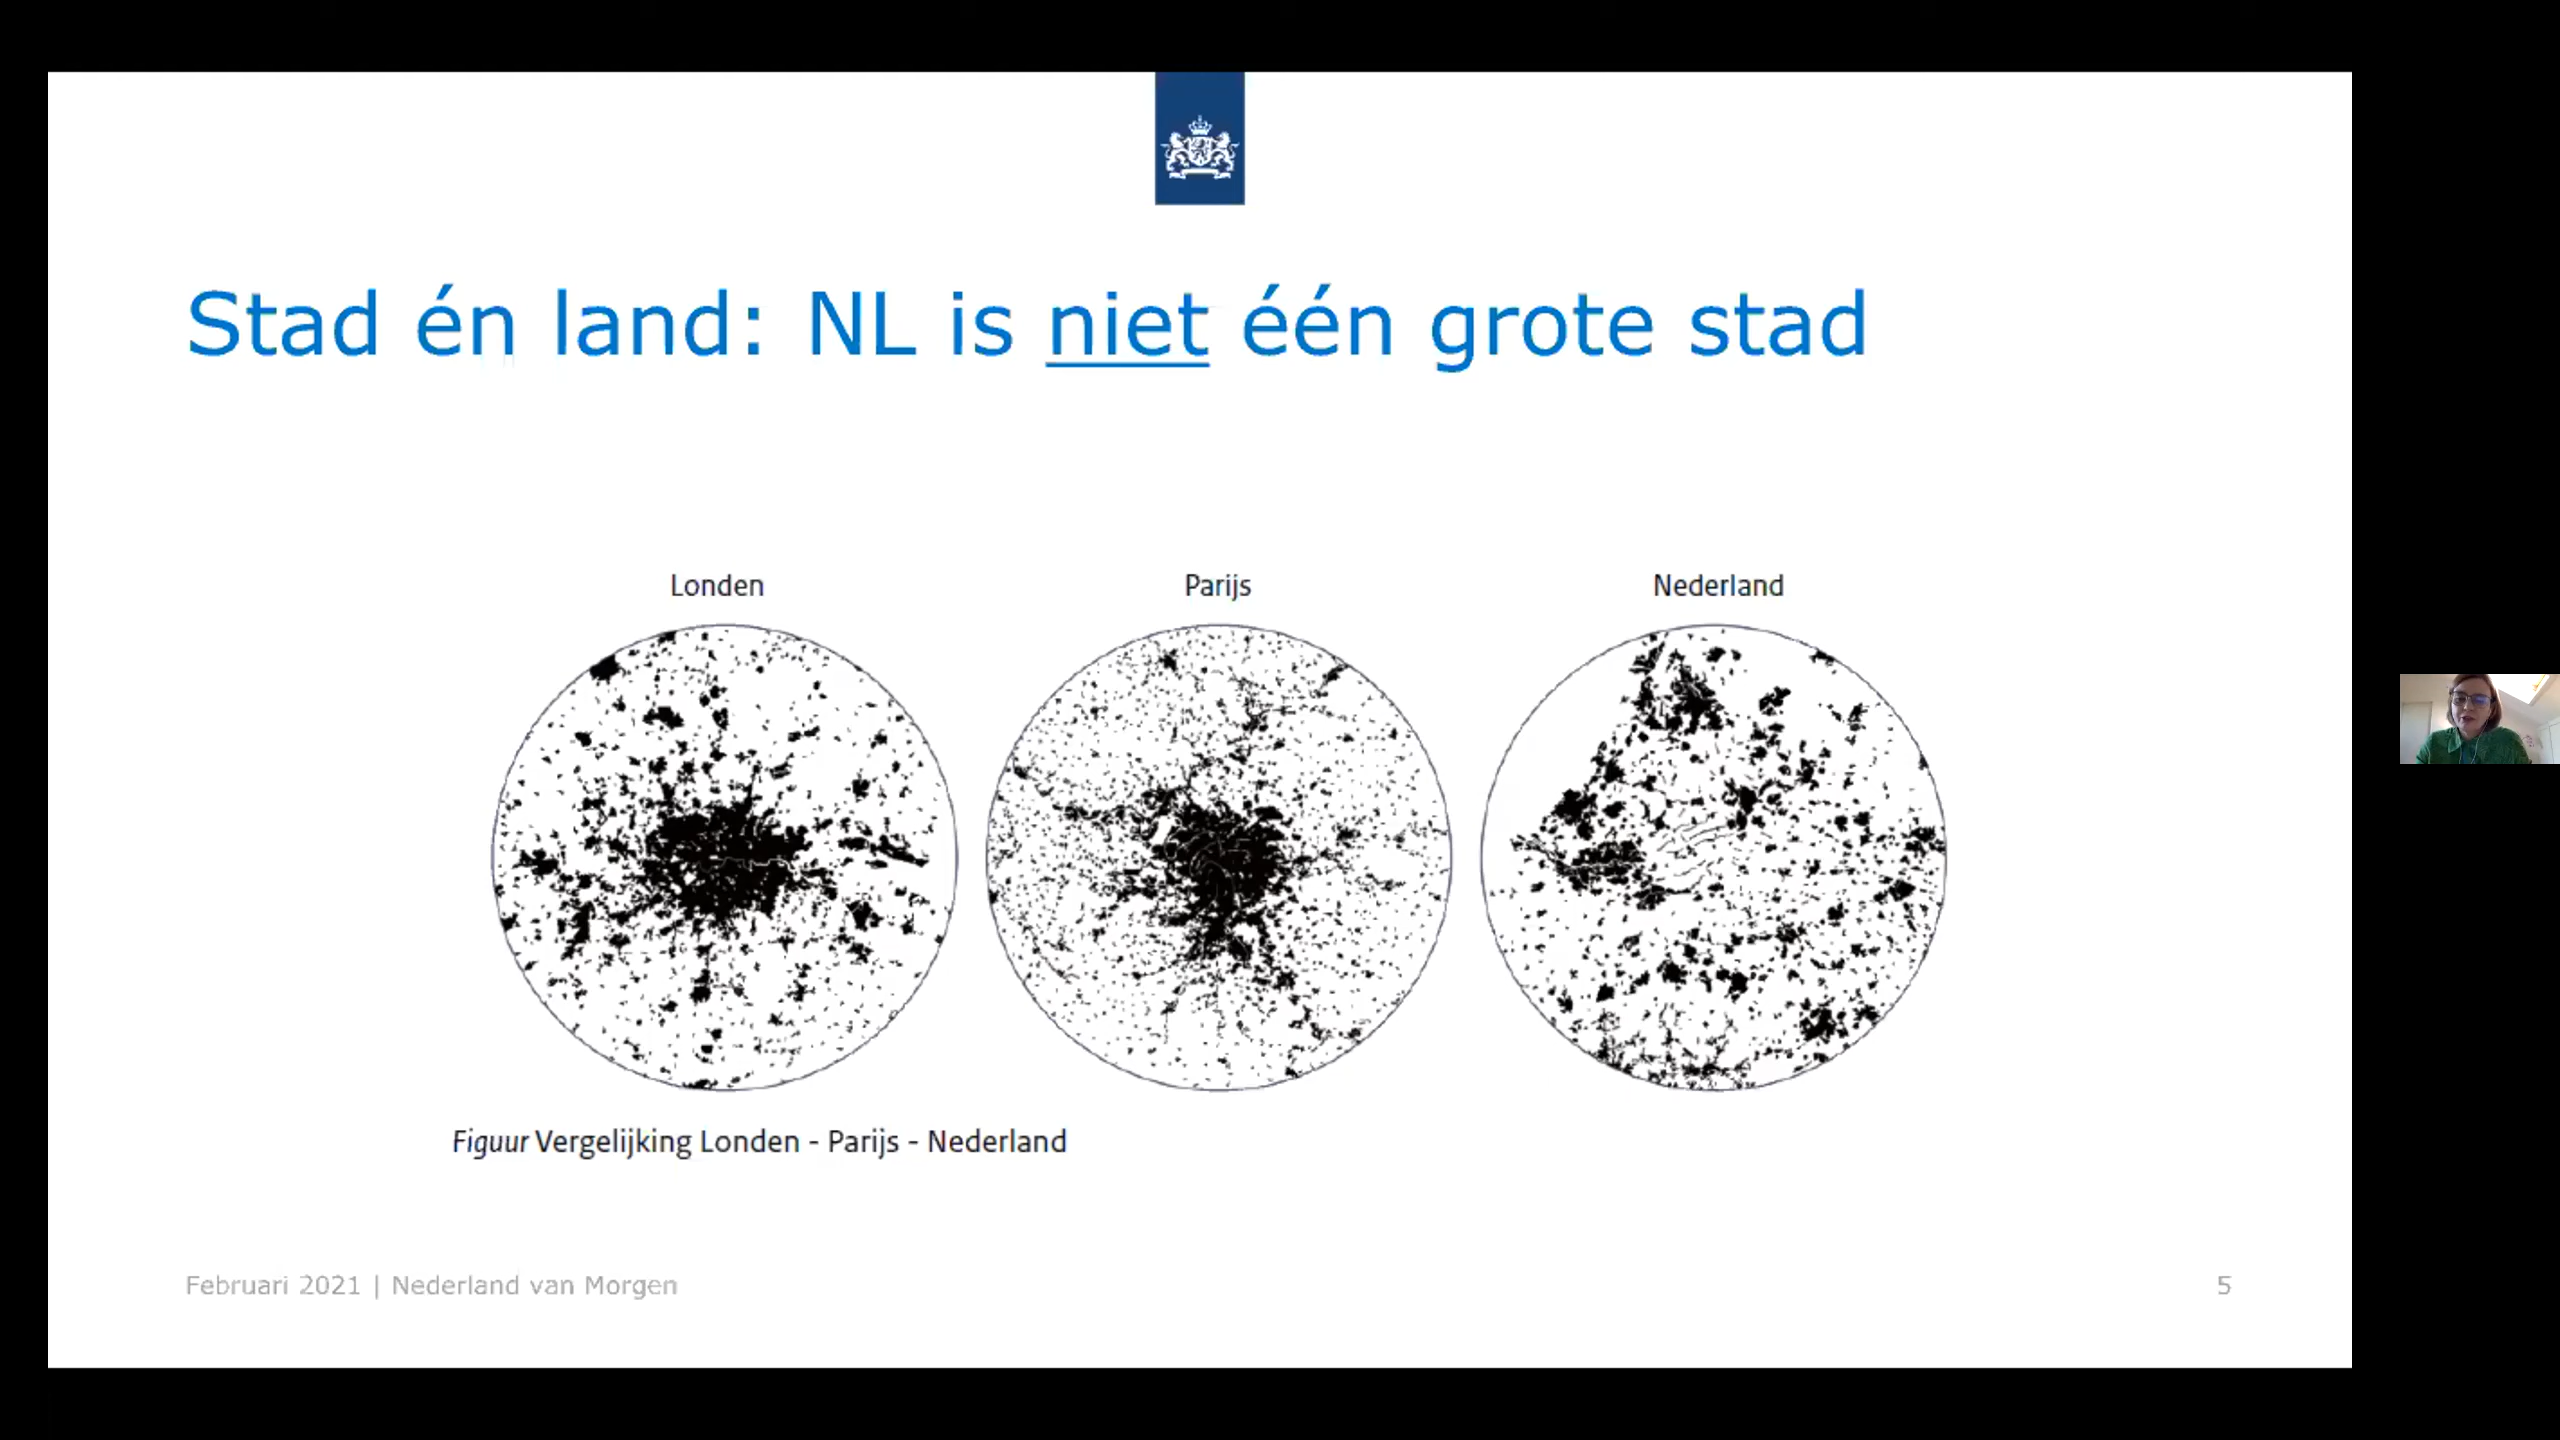 Stad én land: NL is niet één grote stad
Londen
Parijs
Nederland
Figuur Vergelijking Londen - Parijs - Nederland
Februari 2021 | Nederland van Morgen
5